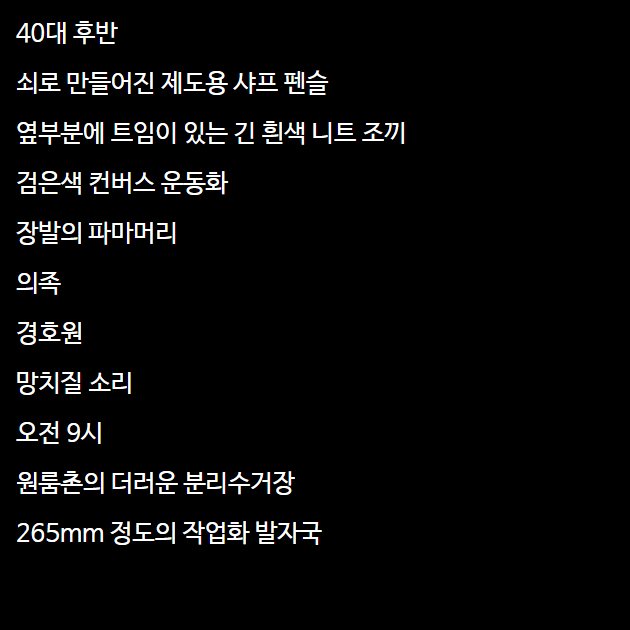 40대 후반
쇠로 만들어진 제도용 샤프 펜슬
옆부분에 트임이 있는 긴 흰색 니트 조끼
검은색 컨버스 운동화
장발의 파마머리
의족
경호원
망치질 소리
오전 9시
원룸촌의 더러운 분리수거장
265mm 정도의 작업화 발자국